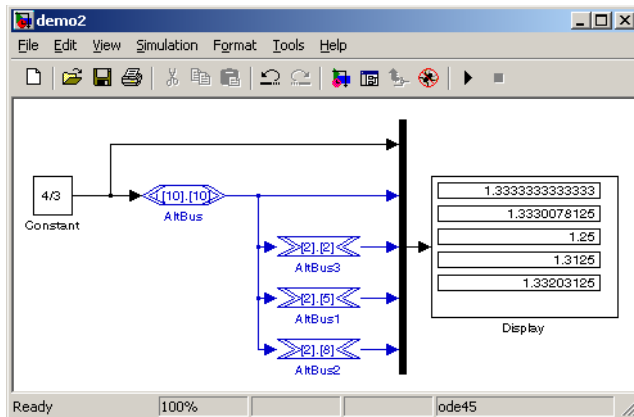 demo2
File Edit View Simulation Format Tools Help
4/3
Constant
[10].[10]
AltBus
[2].[2]
AltBus3
[2].[5]
AltBus1
[2].[8]
AltBus2
1.3333333333333
1.3330078125
1.25
1.3125
1.33203125
Display
Ready 100% ode45